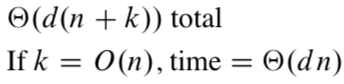 Θ(d(n + k)) total
If k = O(n), time = Θ(dn)